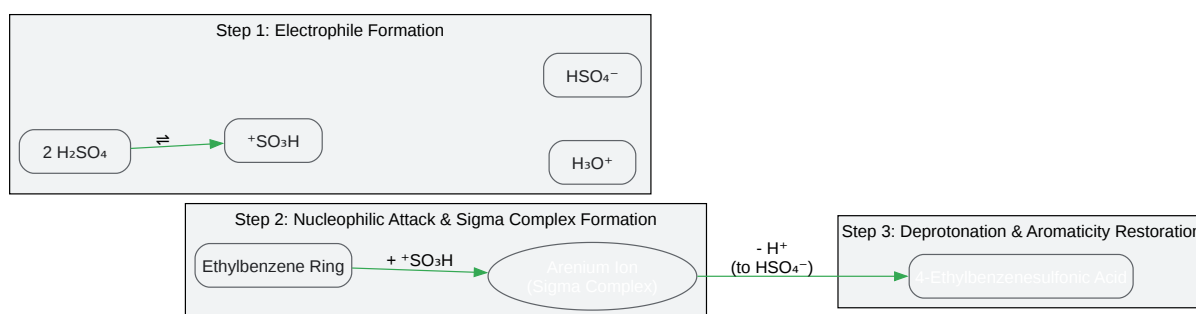 Step 1: Electrophile Formation
HSO₄⁻
2 H₂SO₄
⇌
⁺SO₃H
H₃O⁺
Step 2: Nucleophilic Attack & Sigma Complex Formation
Ethylbenzene Ring
+ ⁺SO₃H
Arenium Ion
(Sigma Complex)
- H⁺
(to HSO₄⁻)
Step 3: Deprotonation & Aromaticity Restoration
4-Ethylbenzenesulfonic Acid